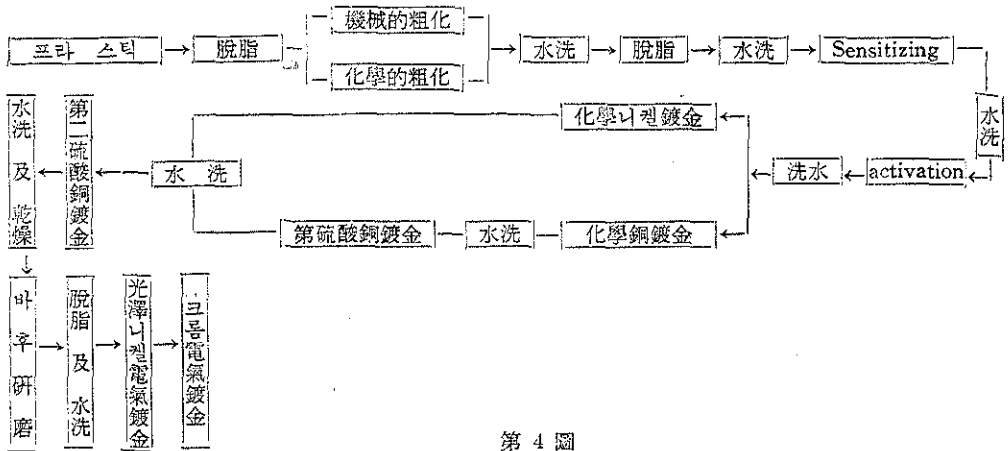 프라 스틱 → 脫脂
機械的粗化
化學的粗化
→ 水洗 → 脫脂 → 水洗 → Sensitizing
水洗
activation
洗水
化學니켈鍍金
化學銅鍍金
水洗
第硫酸銅鍍金
水 洗
第二硫酸銅鍍金
水洗 及 乾燥
바후硏磨
脫脂 及 水洗
光澤니켈電氣鍍金
크롬電氣鍍金
第 4 圖